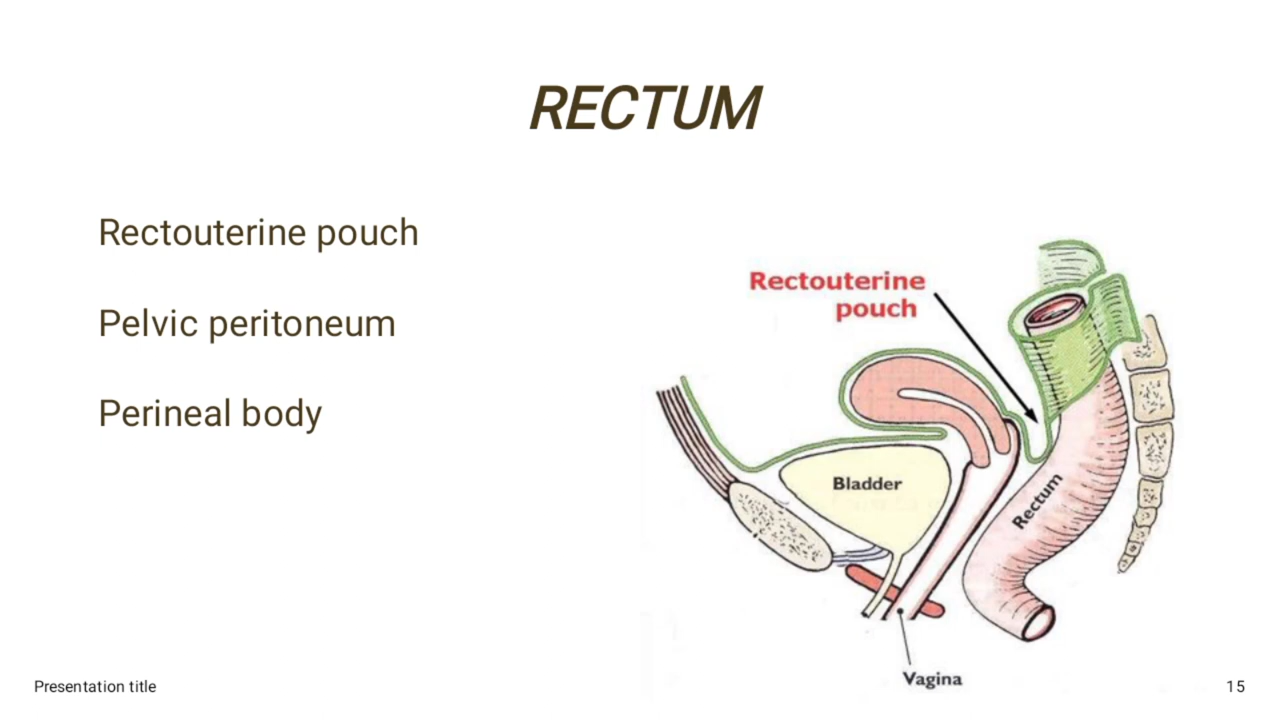 RECTUM
Rectouterine pouch
Pelvic peritoneum
Perineal body
Rectouterine
pouch
Bladder
Rectum
Vagina
Presentation title
15